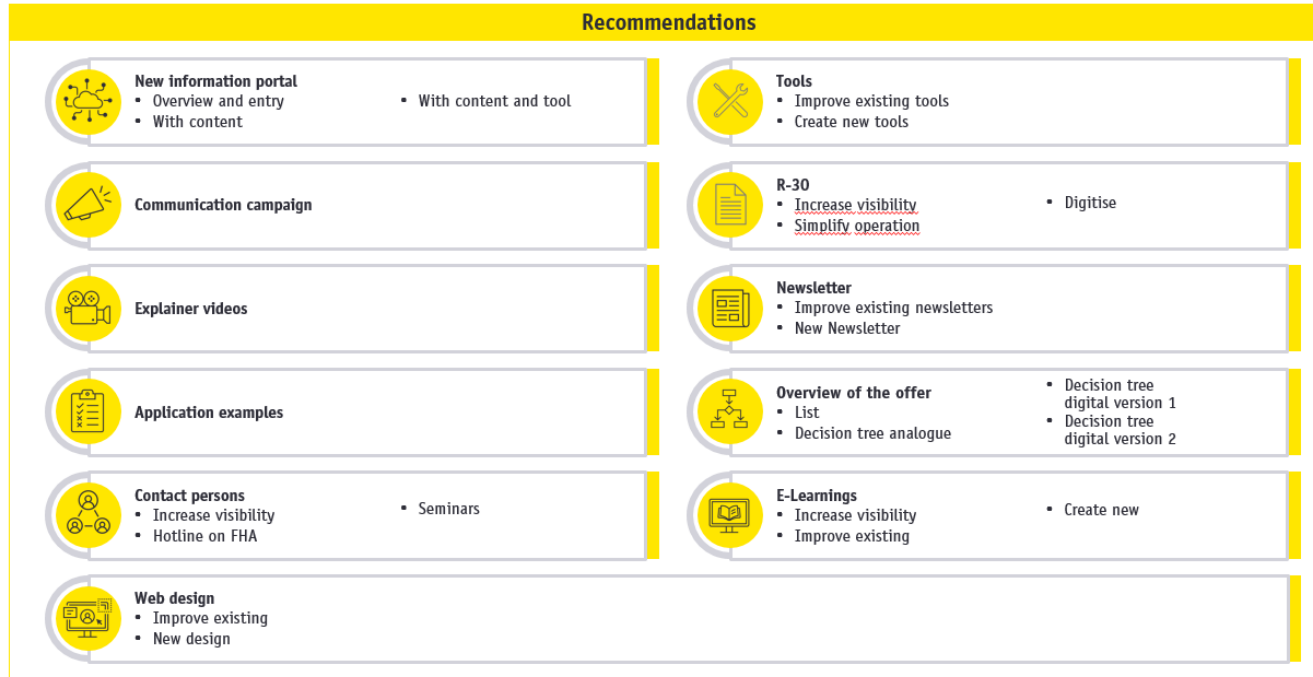 Recommendations
New information portal
▪ Overview and entry
▪ With content
▪ With content and tool
Tools
▪ Improve existing tools
▪ Create new tools
Communication campaign
R-30
▪ Increase visibility
▪ Simplify operation
▪ Digitise
Explainer videos
Newsletter
▪ Improve existing newsletters
▪ New Newsletter
Application examples
Overview of the offer
▪ List
▪ Decision tree analogue
▪ Decision tree
digital version 1
▪ Decision tree
digital version 2
Contact persons
▪ Increase visibility
▪ Hotline on FHA
▪ Seminars
E-Learnings
▪ Increase visibility
▪ Improve existing
▪ Create new
Web design
▪ Improve existing
▪ New design